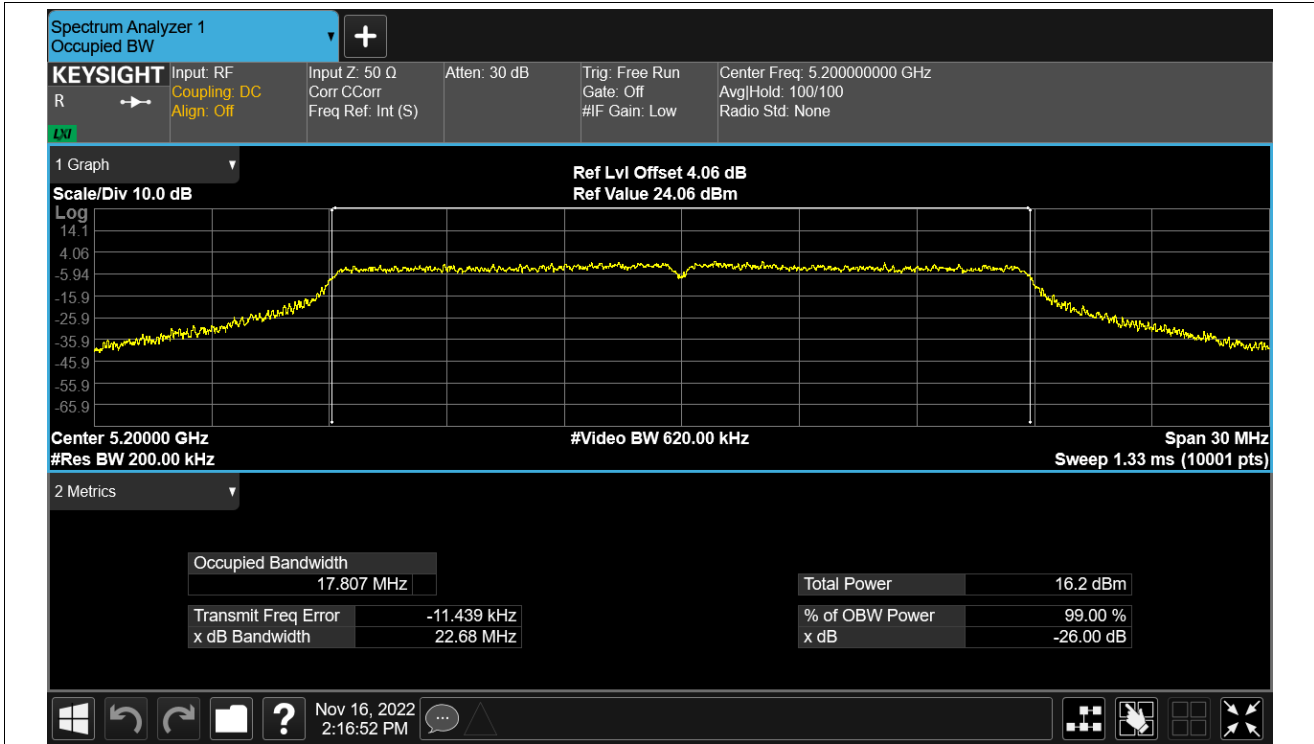 Spectrum Analyzer 1
Occupied BW
KEYSIGHT
R
LXI
Input: RF
Coupling: DC
Align: Off
Input Z: 50 Ω
Corr CCorr
Freq Ref: Int (S)
Atten: 30 dB
Trig: Free Run
Gate: Off
#IF Gain: Low
Center Freq: 5.200000000 GHz
Avg|Hold: 100/100
Radio Std: None
1 Graph
Scale/Div 10.0 dB
Ref Lvl Offset 4.06 dB
Ref Value 24.06 dBm
Log
14.1
4.06
-5.94
-15.9
-25.9
-35.9
-45.9
-55.9
-65.9
Center 5.20000 GHz
#Video BW 620.00 kHz
Span 30 MHz
#Res BW 200.00 kHz
Sweep 1.33 ms (10001 pts)
2 Metrics
Occupied Bandwidth
17.807 MHz
Total Power 16.2 dBm
Transmit Freq Error -11.439 kHz
% of OBW Power 99.00 %
x dB Bandwidth 22.68 MHz
x dB -26.00 dB
?
Nov 16, 2022
2:16:52 PM